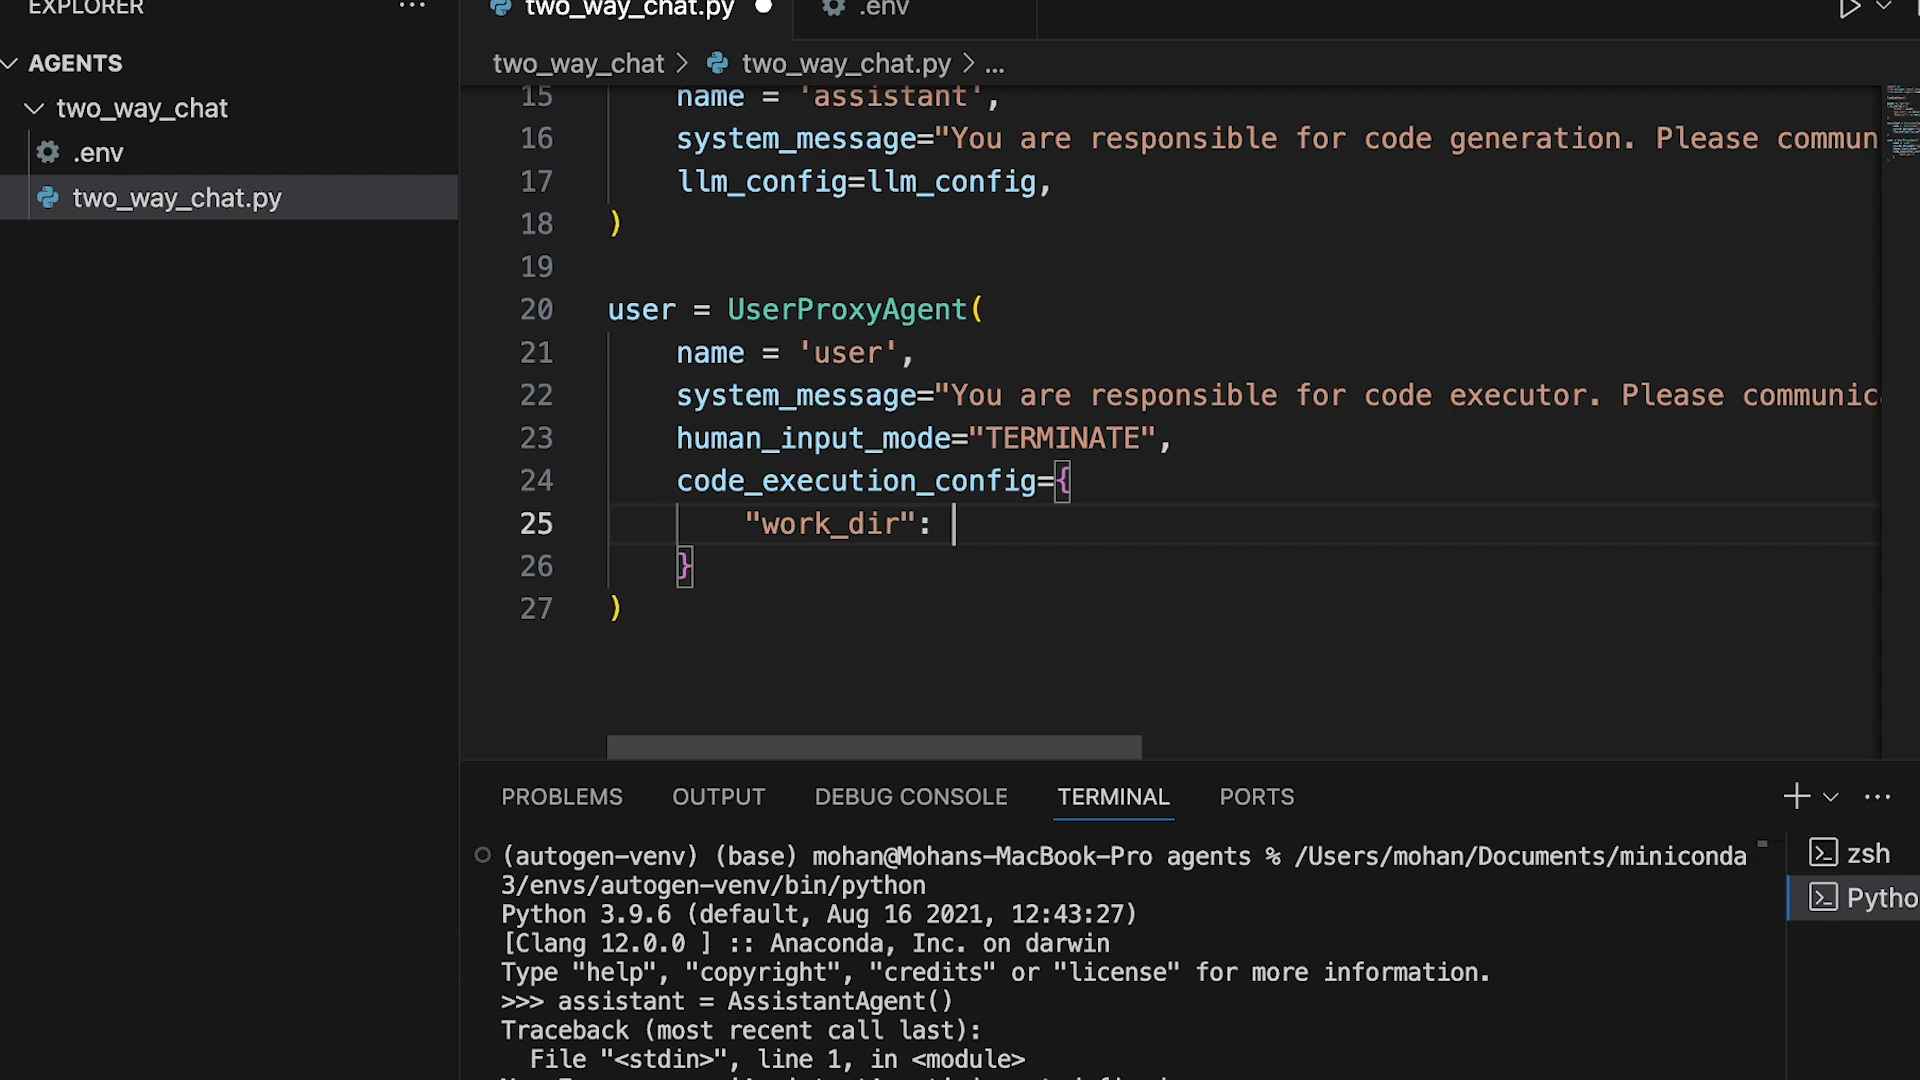 EXPLORER
AGENTS
two_way_chat
.env
two_way_chat.py
two_way_chat.py
.env
two_way_chat > two_way_chat.py > ...
15 name = 'assistant',
16 system_message="You are responsible for code generation. Please commun
17 llm_config=llm_config,
18 )
19
20 user = UserProxyAgent(
21 name = 'user',
22 system_message="You are responsible for code executor. Please communic
23 human_input_mode="TERMINATE",
24 code_execution_config={
25 "work_dir":
26 }
27 )
PROBLEMS OUTPUT DEBUG CONSOLE TERMINAL PORTS
(autogen-venv) (base) mohan@Mohans-MacBook-Pro agents % /Users/mohan/Documents/miniconda
3/envs/autogen-venv/bin/python
Python 3.9.6 (default, Aug 16 2021, 12:43:27)
[Clang 12.0.0 ] :: Anaconda, Inc. on darwin
Type "help", "copyright", "credits" or "license" for more information.
>>> assistant = AssistantAgent()
Traceback (most recent call last):
File "<stdin>", line 1, in <module>
zsh
Pytho